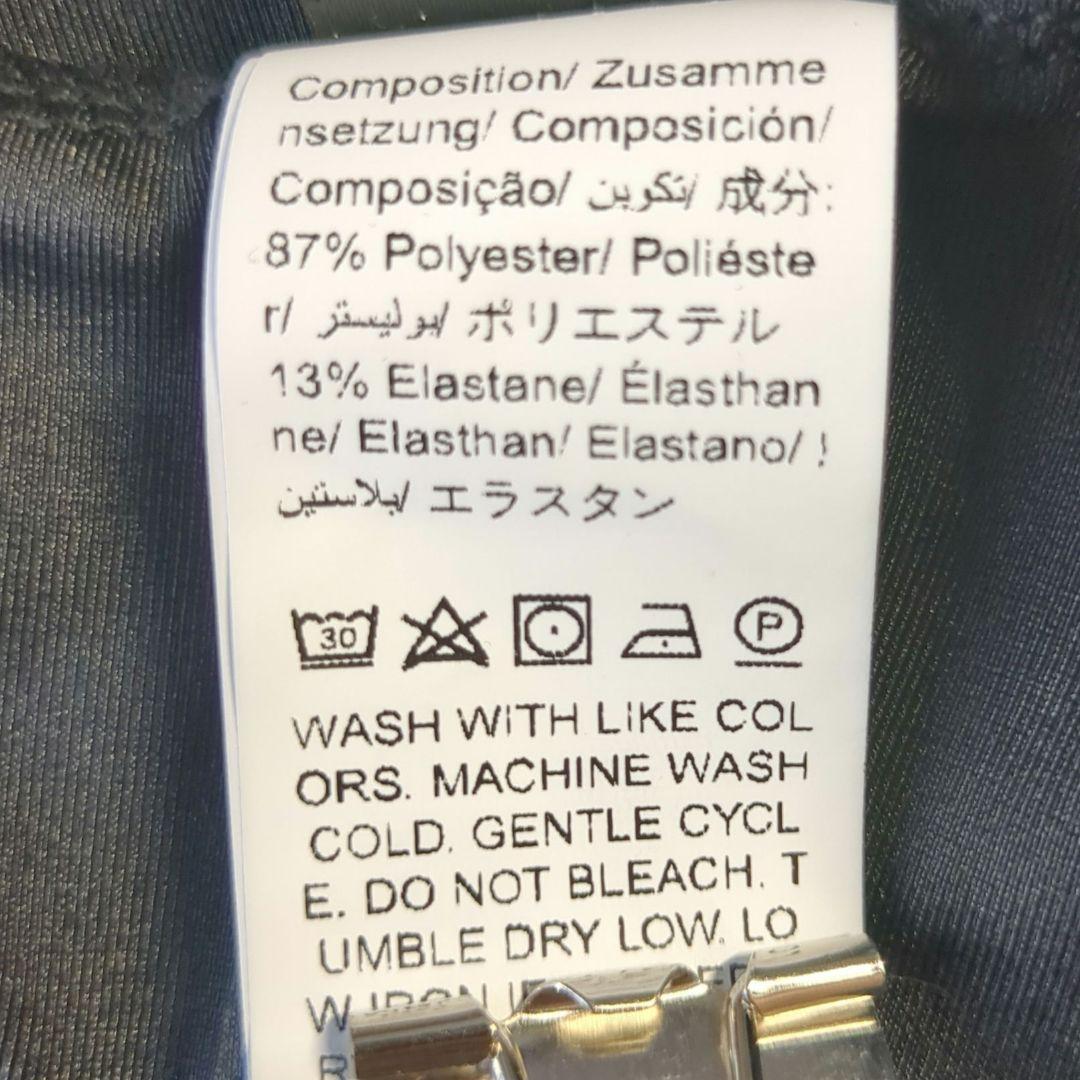 Composition/ Zusamme
nsetzung/ Composición/
Composição/ تكوين/ 成分:
87% Polyester/ Poliéste
r/ بوليستر/ ポリエステル
13% Elastane/ Élasthan
ne/ Elasthan/ Elastano/ !
يلاستين/ エラスタン
30 P
WASH WITH LIKE COL
ORS. MACHINE WASH
COLD. GENTLE CYCL
E. DO NOT BLEACH. T
UMBLE DRY LOW. LO
W IRON